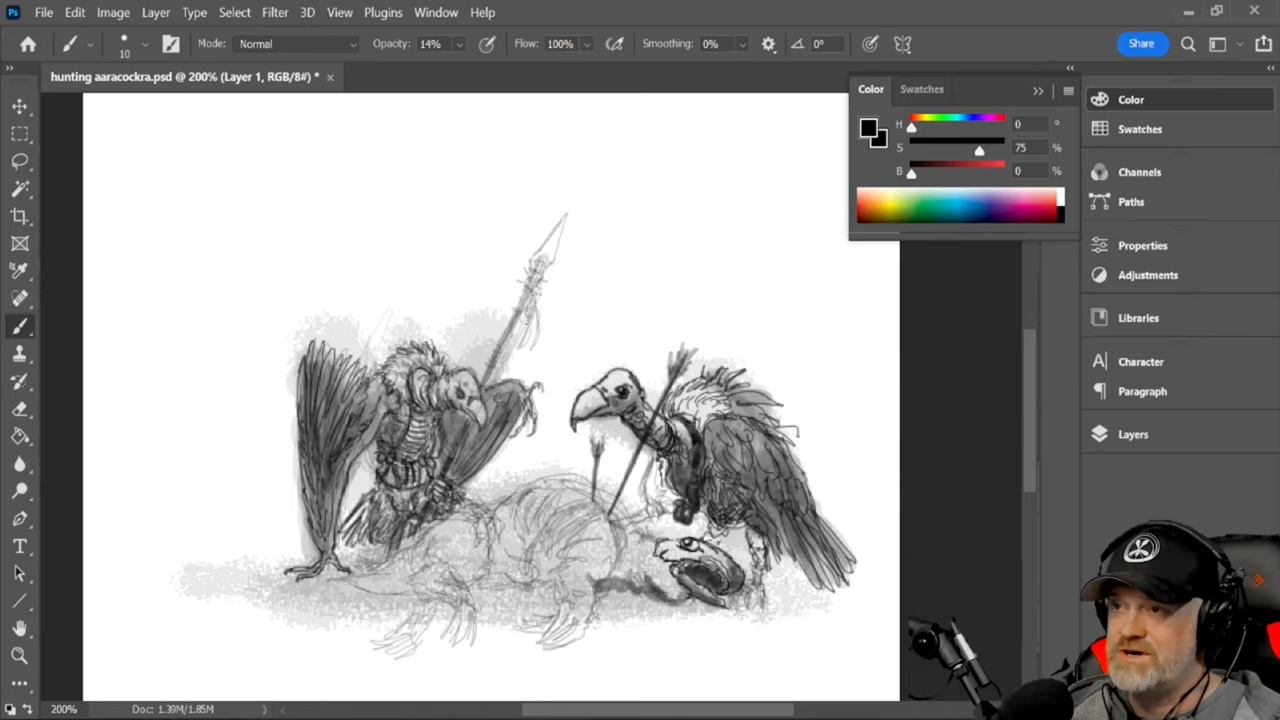 Ps File Edit Image Layer Type Select Filter 3D View Plugins Window Help
10 Mode: Normal Opacity: 14% Flow: 100% Smoothing: 0% 0° Share
hunting aaracockra.psd @ 200% (Layer 1, RGB/8#) * ×
Color Swatches
H 0 °
S 75 %
B 0 %
Color
Swatches
Channels
Paths
Properties
Adjustments
Libraries
Character
Paragraph
Layers
200% Doc: 1.39M/1.85M